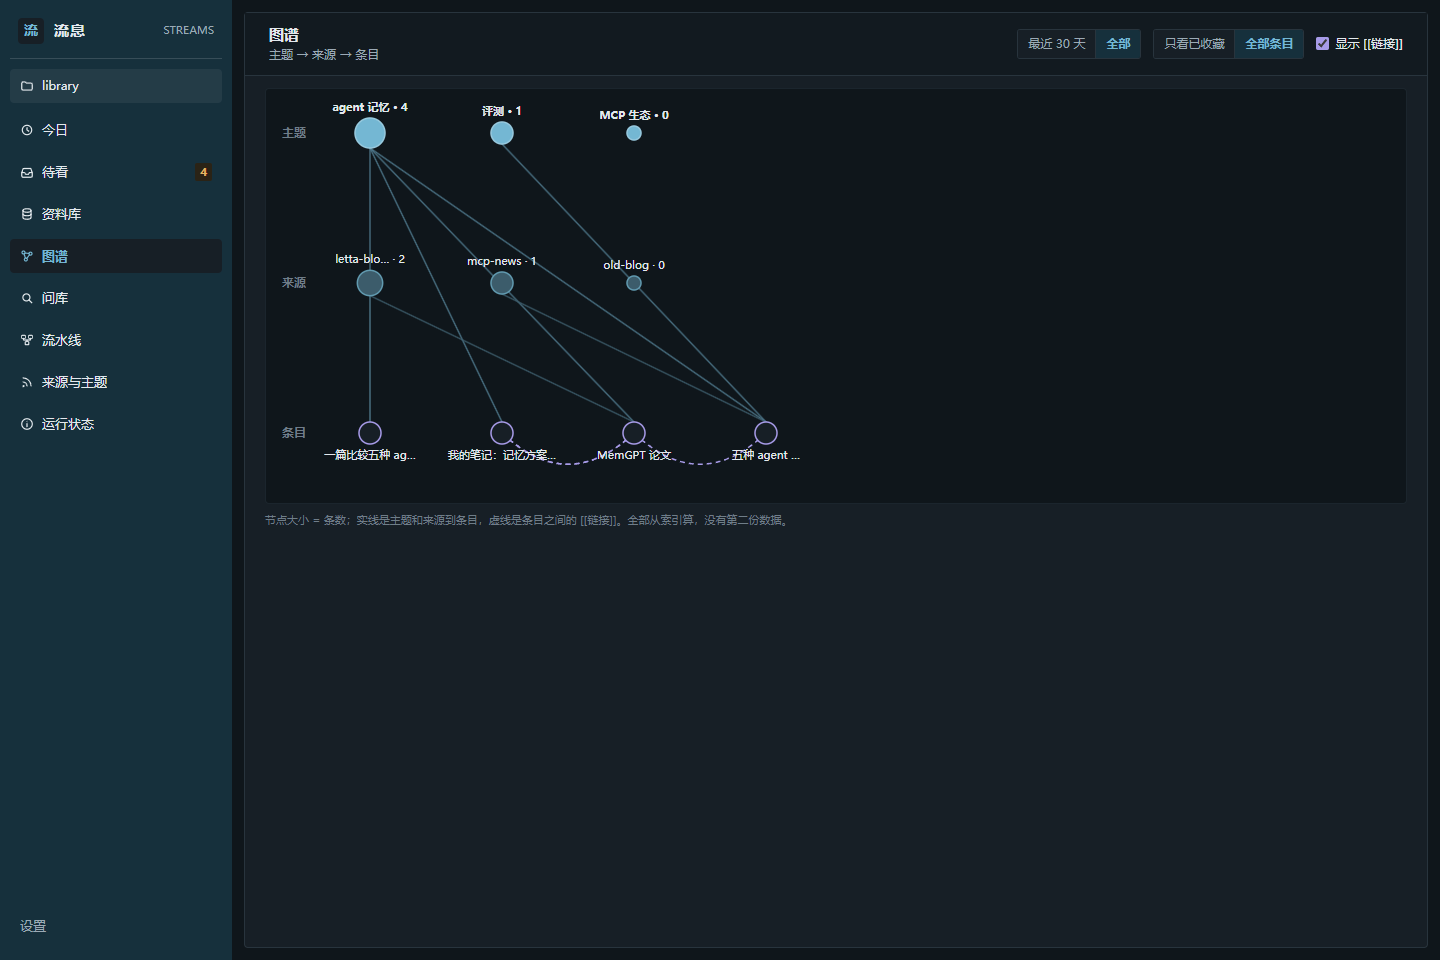 流 流息 STREAMS
library
今日
待看 4
资料库
图谱
问库
流水线
来源与主题
运行状态
设置
图谱
主题 → 来源 → 条目
最近 30 天 全部 只看已收藏 全部条目 显示 [[链接]]
agent 记忆 • 4 评测 • 1 MCP 生态 • 0
主题
letta-blo... · 2 mcp-news · 1 old-blog · 0
来源
条目
一篇比较五种 ag... 我的笔记：记忆方案... MemGPT 论文 五种 agent ...
节点大小 = 条数；实线是主题和来源到条目，虚线是条目之间的 [[链接]]。全部从索引算，没有第二份数据。